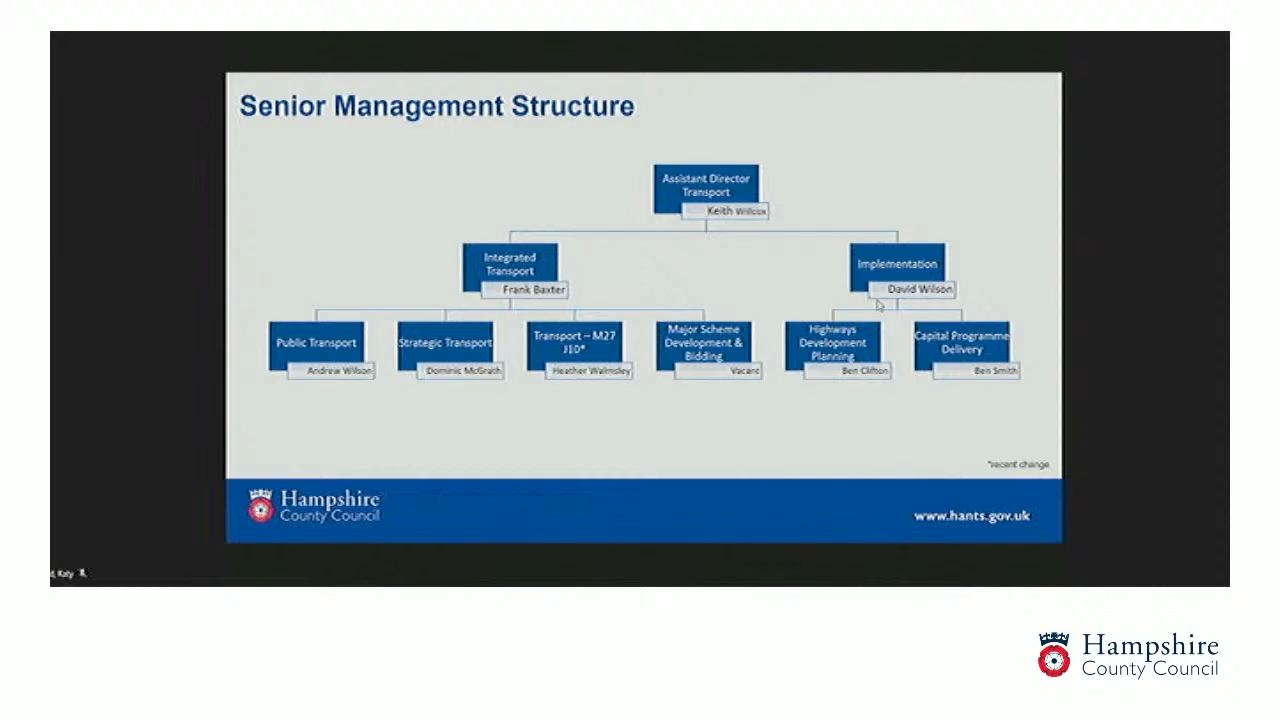 Senior Management Structure
Assistant Director
Transport
Keith Willcox
Integrated
Transport
Frank Baxter
Implementation
David Wilson
Public Transport
Andrew Wilson
Strategic Transport
Dominic McGrath
Transport – M27
J10*
Heather Walmsley
Major Scheme
Development &
Bidding
Vacant
Highways
Development
Planning
Ben Clifton
Capital Programme
Delivery
Ben Smith
*recent change
Hampshire
County Council
www.hants.gov.uk
Katy
Hampshire
County Council